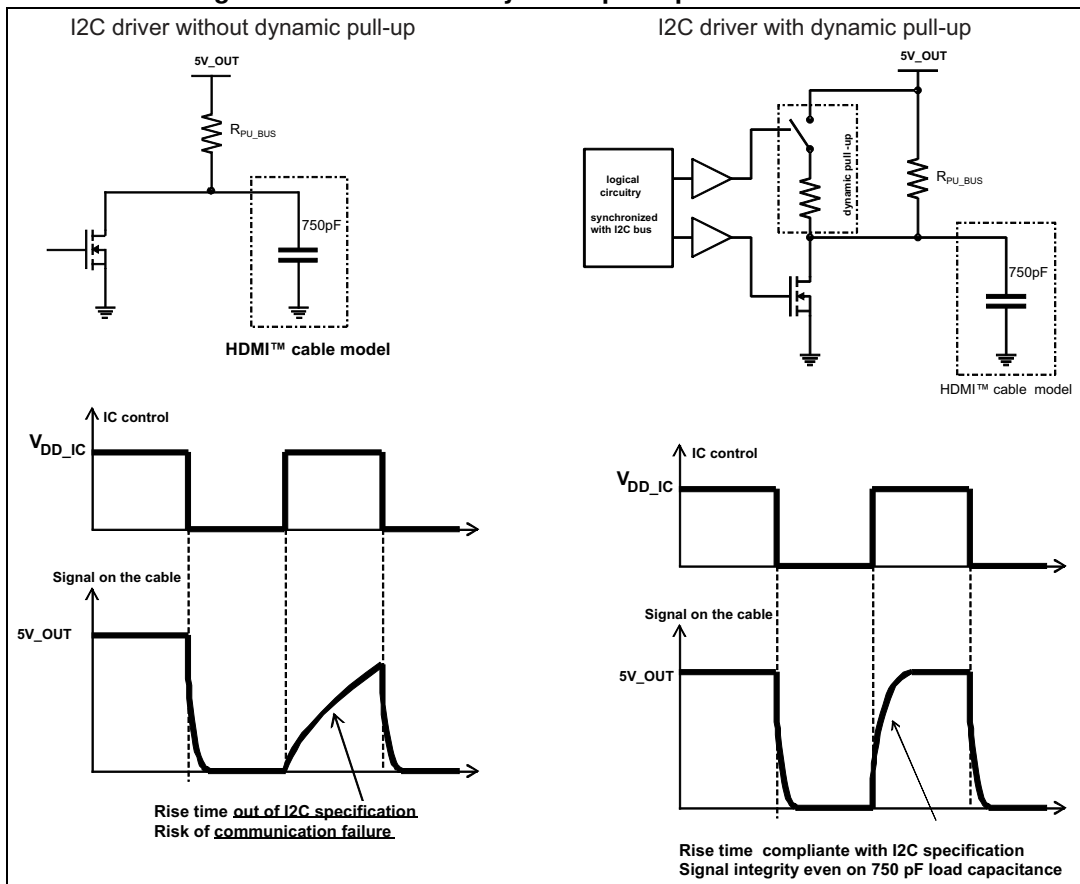 I2C driver without dynamic pull-up
5V_OUT
RPU_BUS
750pF
HDMI™ cable model
IC control
VDD_IC
Signal on the cable
5V_OUT
Rise time out of I2C specification
Risk of communication failure
I2C driver with dynamic pull-up
5V_OUT
logical
circuitry
synchronized
with I2C bus
dynamic pull-up
RPU_BUS
750pF
HDMI™ cable model
IC control
VDD_IC
Signal on the cable
5V_OUT
Rise time compliante with I2C specification
Signal integrity even on 750 pF load capacitance